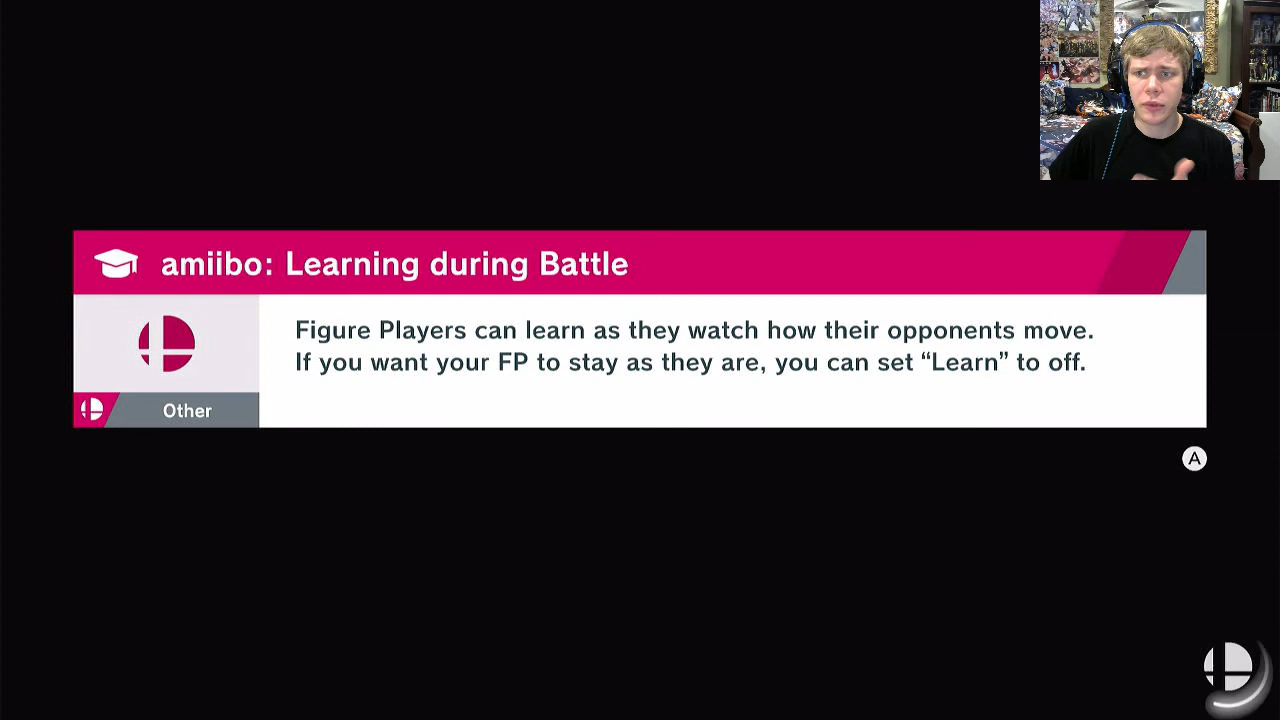 amiibo: Learning during Battle
Figure Players can learn as they watch how their opponents move.
If you want your FP to stay as they are, you can set “Learn” to off.
Other
A